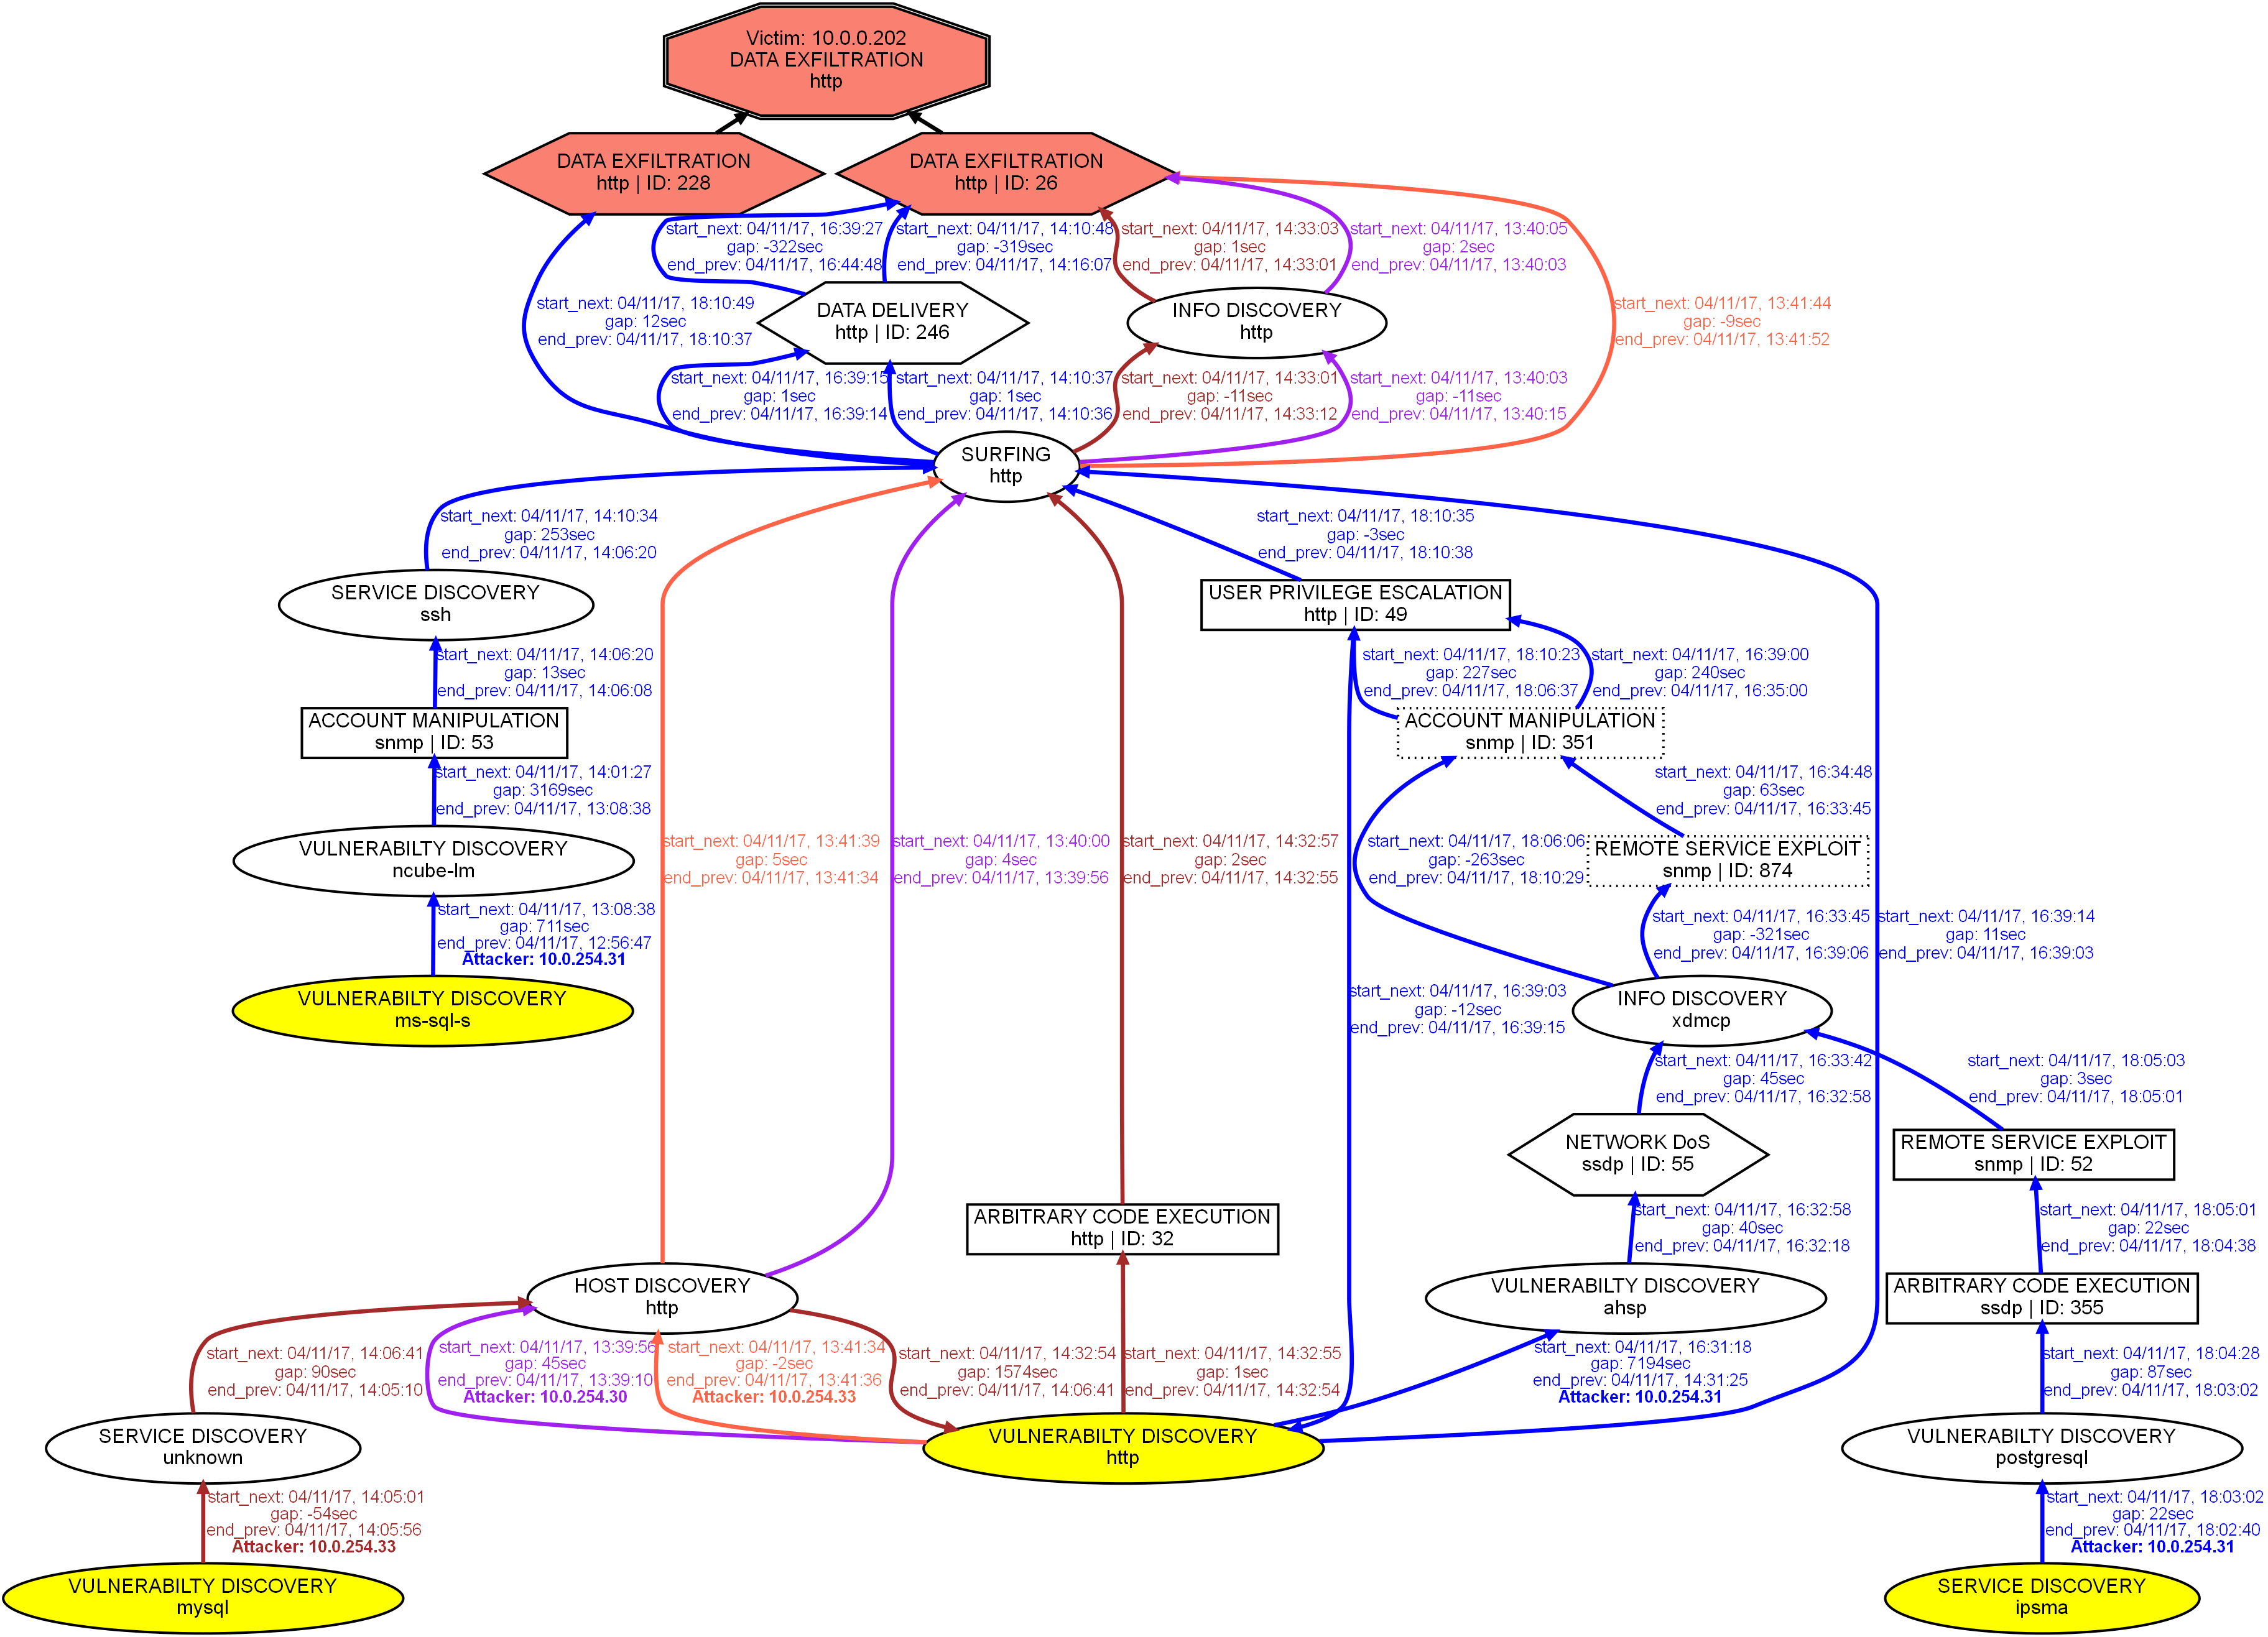 Victim: 10.0.0.202
DATA EXFILTRATION
http
DATA EXFILTRATION
http | ID: 228
DATA EXFILTRATION
http | ID: 26
start_next: 04/11/17, 16:39:27
gap: -322sec
end_prev: 04/11/17, 16:44:48
start_next: 04/11/17, 14:10:48
gap: -319sec
end_prev: 04/11/17, 14:16:07
start_next: 04/11/17, 14:33:03
gap: 1sec
end_prev: 04/11/17, 14:33:01
start_next: 04/11/17, 13:40:05
gap: 2sec
end_prev: 04/11/17, 13:40:03
start_next: 04/11/17, 18:10:49
gap: 12sec
end_prev: 04/11/17, 18:10:37
DATA DELIVERY
http | ID: 246
INFO DISCOVERY
http
start_next: 04/11/17, 13:41:44
gap: -9sec
end_prev: 04/11/17, 13:41:52
start_next: 04/11/17, 16:39:15
gap: 1sec
end_prev: 04/11/17, 16:39:14
start_next: 04/11/17, 14:10:37
gap: 1sec
end_prev: 04/11/17, 14:10:36
start_next: 04/11/17, 14:33:01
gap: -11sec
end_prev: 04/11/17, 14:33:12
start_next: 04/11/17, 13:40:03
gap: -11sec
end_prev: 04/11/17, 13:40:15
SURFING
http
start_next: 04/11/17, 14:10:34
gap: 253sec
end_prev: 04/11/17, 14:06:20
start_next: 04/11/17, 18:10:35
gap: -3sec
end_prev: 04/11/17, 18:10:38
SERVICE DISCOVERY
ssh
USER PRIVILEGE ESCALATION
http | ID: 49
start_next: 04/11/17, 14:06:20
gap: 13sec
end_prev: 04/11/17, 14:06:08
start_next: 04/11/17, 18:10:23
gap: 227sec
end_prev: 04/11/17, 18:06:37
start_next: 04/11/17, 16:39:00
gap: 240sec
end_prev: 04/11/17, 16:35:00
ACCOUNT MANIPULATION
snmp | ID: 53
ACCOUNT MANIPULATION
snmp | ID: 351
start_next: 04/11/17, 14:01:27
gap: 3169sec
end_prev: 04/11/17, 13:08:38
start_next: 04/11/17, 16:34:48
gap: 63sec
end_prev: 04/11/17, 16:33:45
VULNERABILTY DISCOVERY
ncube-lm
start_next: 04/11/17, 13:41:39
gap: 5sec
end_prev: 04/11/17, 13:41:34
start_next: 04/11/17, 13:40:00
gap: 4sec
end_prev: 04/11/17, 13:39:56
start_next: 04/11/17, 14:32:57
gap: 2sec
end_prev: 04/11/17, 14:32:55
start_next: 04/11/17, 18:06:06
gap: -263sec
end_prev: 04/11/17, 18:10:29
REMOTE SERVICE EXPLOIT
snmp | ID: 874
start_next: 04/11/17, 13:08:38
gap: 711sec
end_prev: 04/11/17, 12:56:47
Attacker: 10.0.254.31
start_next: 04/11/17, 16:33:45
gap: -321sec
end_prev: 04/11/17, 16:39:06
start_next: 04/11/17, 16:39:14
gap: 11sec
end_prev: 04/11/17, 16:39:03
VULNERABILTY DISCOVERY
ms-sql-s
start_next: 04/11/17, 16:39:03
gap: -12sec
end_prev: 04/11/17, 16:39:15
INFO DISCOVERY
xdmcp
start_next: 04/11/17, 16:33:42
gap: 45sec
end_prev: 04/11/17, 16:32:58
start_next: 04/11/17, 18:05:03
gap: 3sec
end_prev: 04/11/17, 18:05:01
NETWORK DoS
ssdp | ID: 55
REMOTE SERVICE EXPLOIT
snmp | ID: 52
ARBITRARY CODE EXECUTION
http | ID: 32
start_next: 04/11/17, 16:32:58
gap: 40sec
end_prev: 04/11/17, 16:32:18
start_next: 04/11/17, 18:05:01
gap: 22sec
end_prev: 04/11/17, 18:04:38
HOST DISCOVERY
http
VULNERABILTY DISCOVERY
ahsp
ARBITRARY CODE EXECUTION
ssdp | ID: 355
start_next: 04/11/17, 14:06:41
gap: 90sec
end_prev: 04/11/17, 14:05:10
start_next: 04/11/17, 13:39:56
gap: 45sec
end_prev: 04/11/17, 13:39:10
Attacker: 10.0.254.30
start_next: 04/11/17, 13:41:34
gap: -2sec
end_prev: 04/11/17, 13:41:36
Attacker: 10.0.254.33
start_next: 04/11/17, 14:32:54
gap: 1574sec
end_prev: 04/11/17, 14:06:41
start_next: 04/11/17, 14:32:55
gap: 1sec
end_prev: 04/11/17, 14:32:54
start_next: 04/11/17, 16:31:18
gap: 7194sec
end_prev: 04/11/17, 14:31:25
Attacker: 10.0.254.31
start_next: 04/11/17, 18:04:28
gap: 87sec
end_prev: 04/11/17, 18:03:02
SERVICE DISCOVERY
unknown
VULNERABILTY DISCOVERY
http
VULNERABILTY DISCOVERY
postgresql
start_next: 04/11/17, 14:05:01
gap: -54sec
end_prev: 04/11/17, 14:05:56
Attacker: 10.0.254.33
start_next: 04/11/17, 18:03:02
gap: 22sec
end_prev: 04/11/17, 18:02:40
Attacker: 10.0.254.31
VULNERABILTY DISCOVERY
mysql
SERVICE DISCOVERY
ipsma